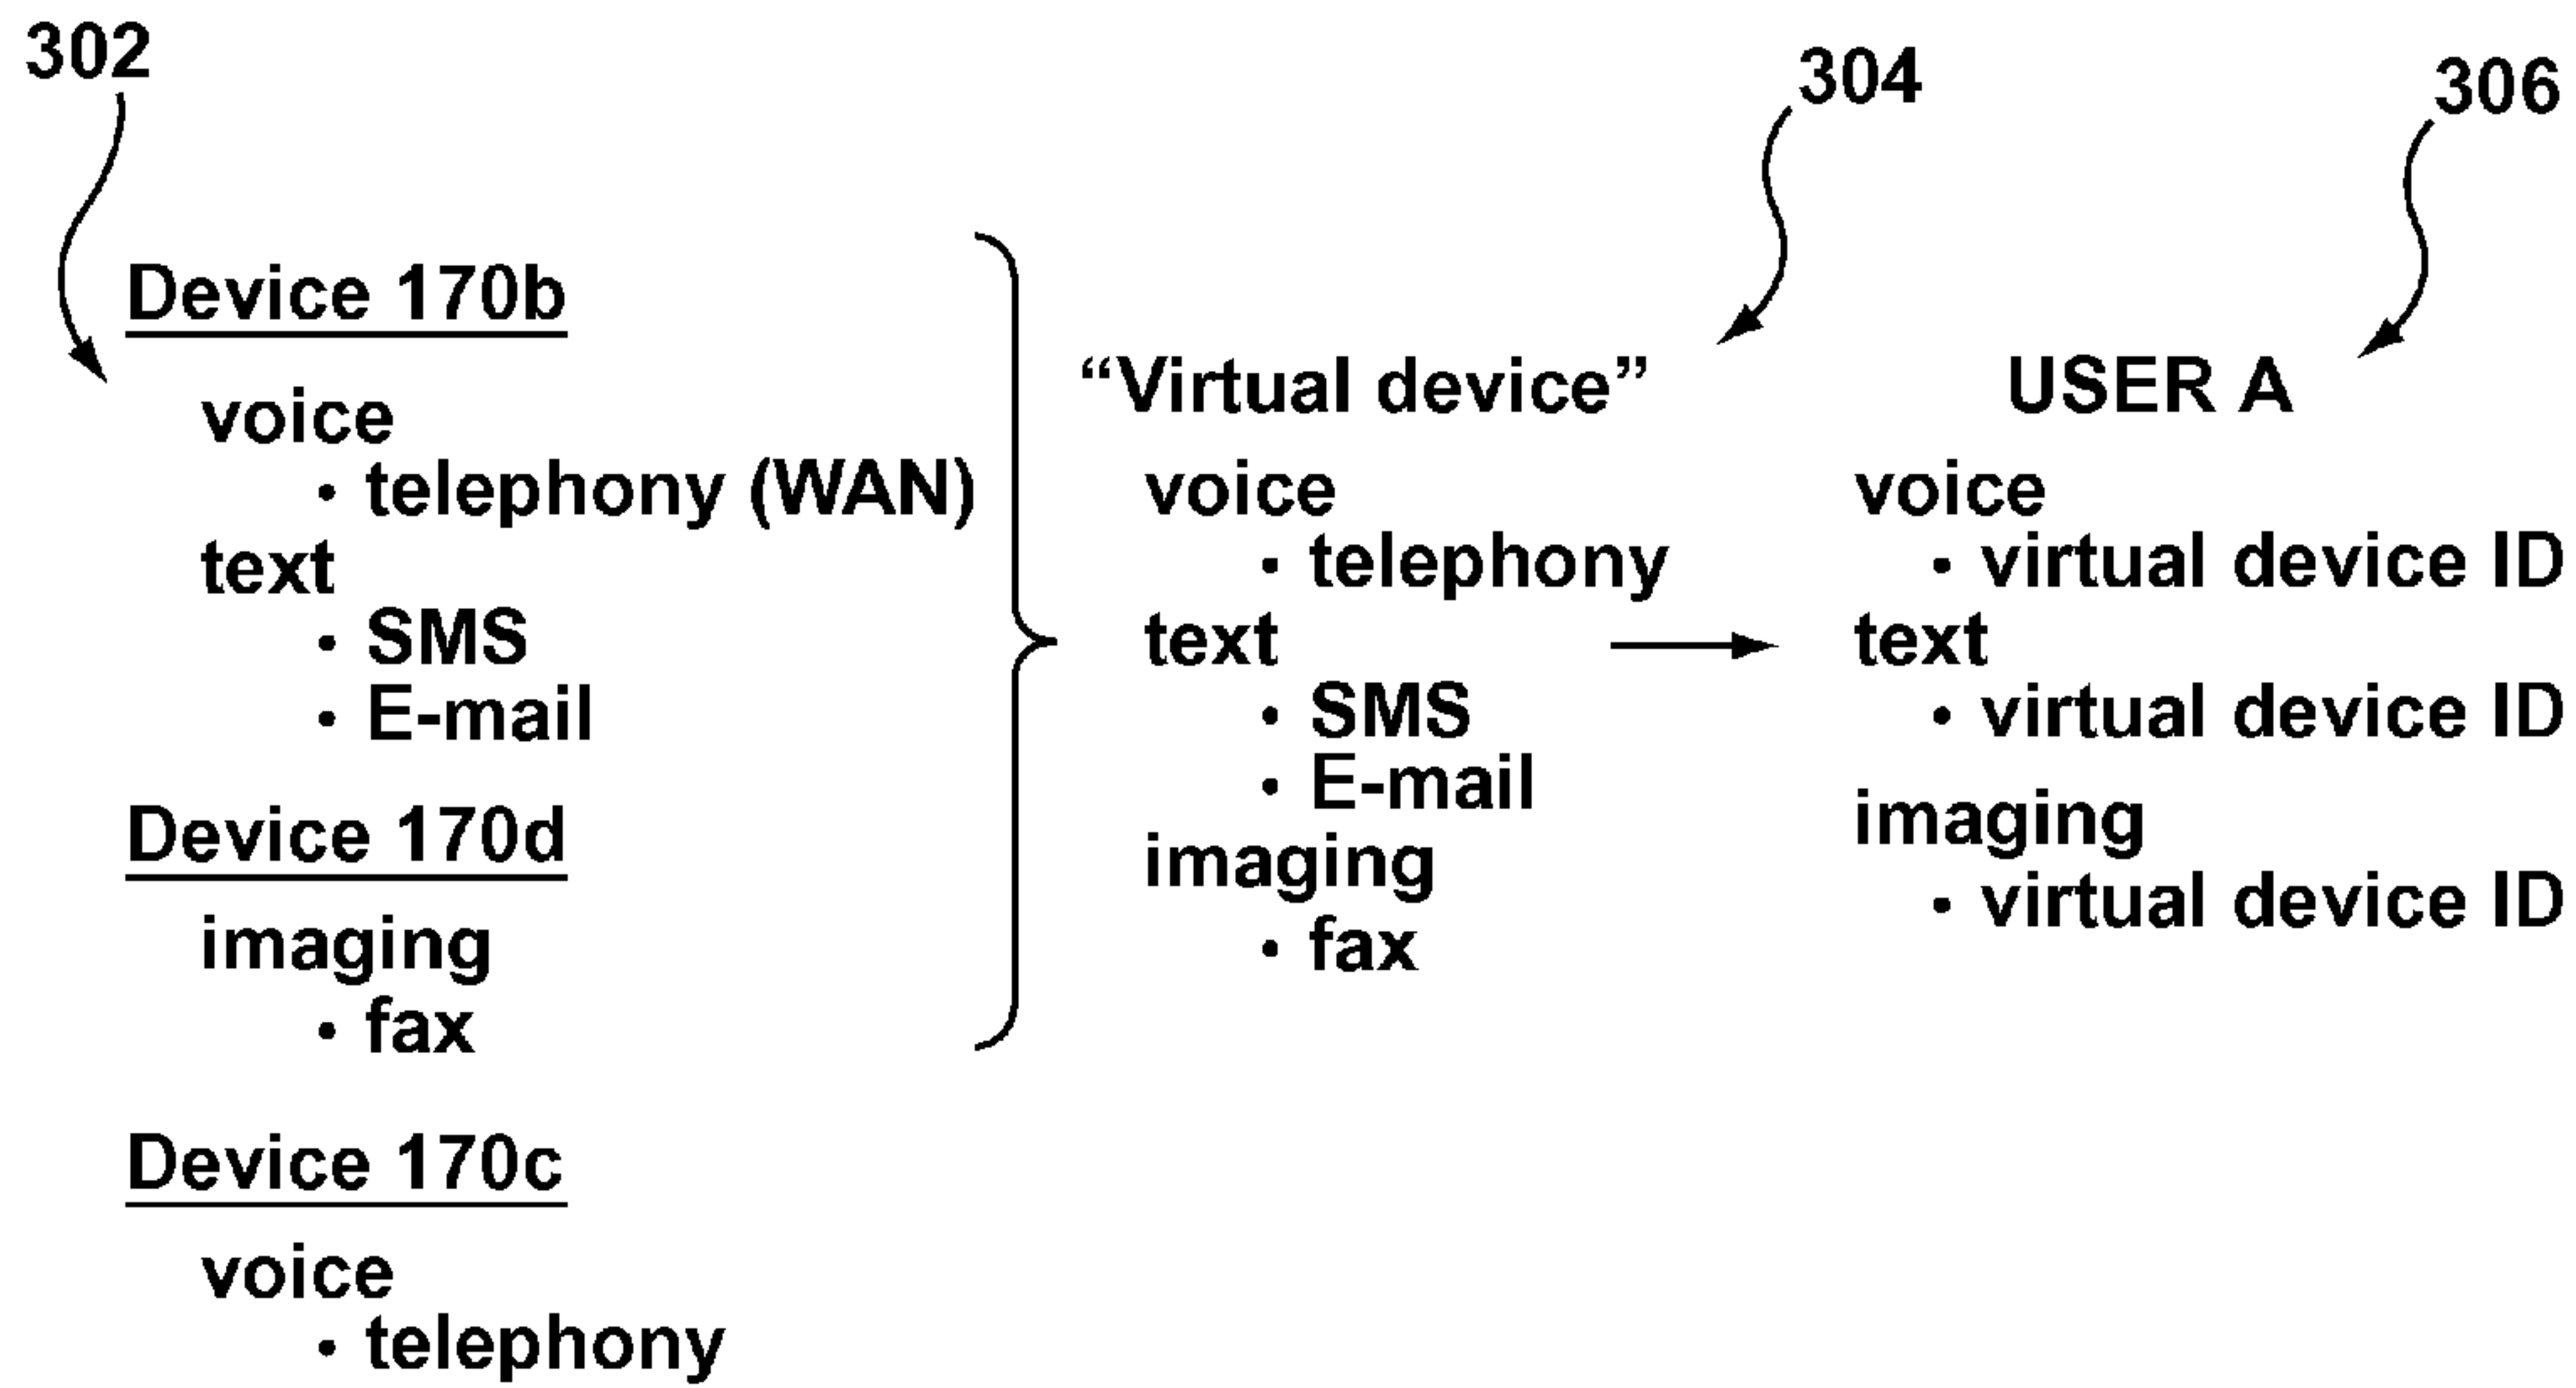 302
304
306
Device 170b
voice
• telephony (WAN)
text
• SMS
• E-mail
Device 170d
imaging
• fax
Device 170c
voice
• telephony
“Virtual device”
voice
• telephony
text
• SMS
• E-mail
imaging
• fax
USER A
voice
• virtual device ID
text
• virtual device ID
imaging
• virtual device ID